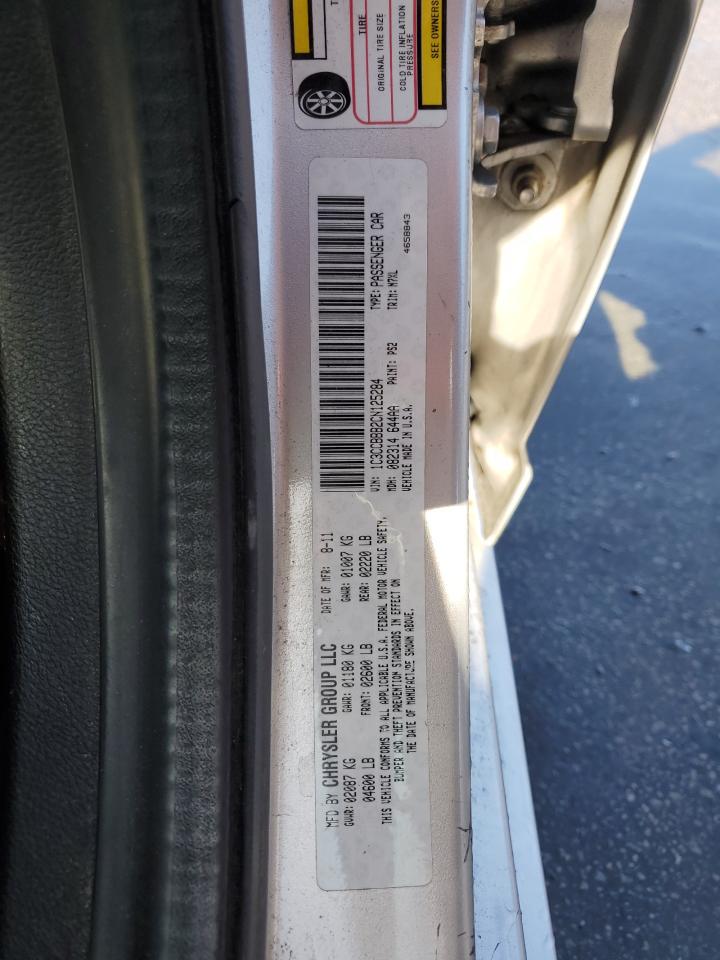 TIRE
ORIGINAL TIRE SIZE
COLD TIRE INFLATION
PRESSURE
SEE OWNERS
MFD BY CHRYSLER GROUP LLC DATE OF MFR: 8-11
GVWR: 02087 KG GAWR: 01180 KG GAWR: 01007 KG
04600 LB FRONT: 02600 LB REAR: 02220 LB
THIS VEHICLE CONFORMS TO ALL APPLICABLE U.S.A. FEDERAL MOTOR VEHICLE SAFETY,
BUMPER AND THEFT PREVENTION STANDARDS IN EFFECT ON
THE DATE OF MANUFACTURE SHOWN ABOVE.
VIN: 1C3CCBBB2CN125284 TYPE: PASSENGER CAR
MDH: 082314 644AA PAINT: PS2 TRIM: M7XL
VEHICLE MADE IN U.S.A. 4658843